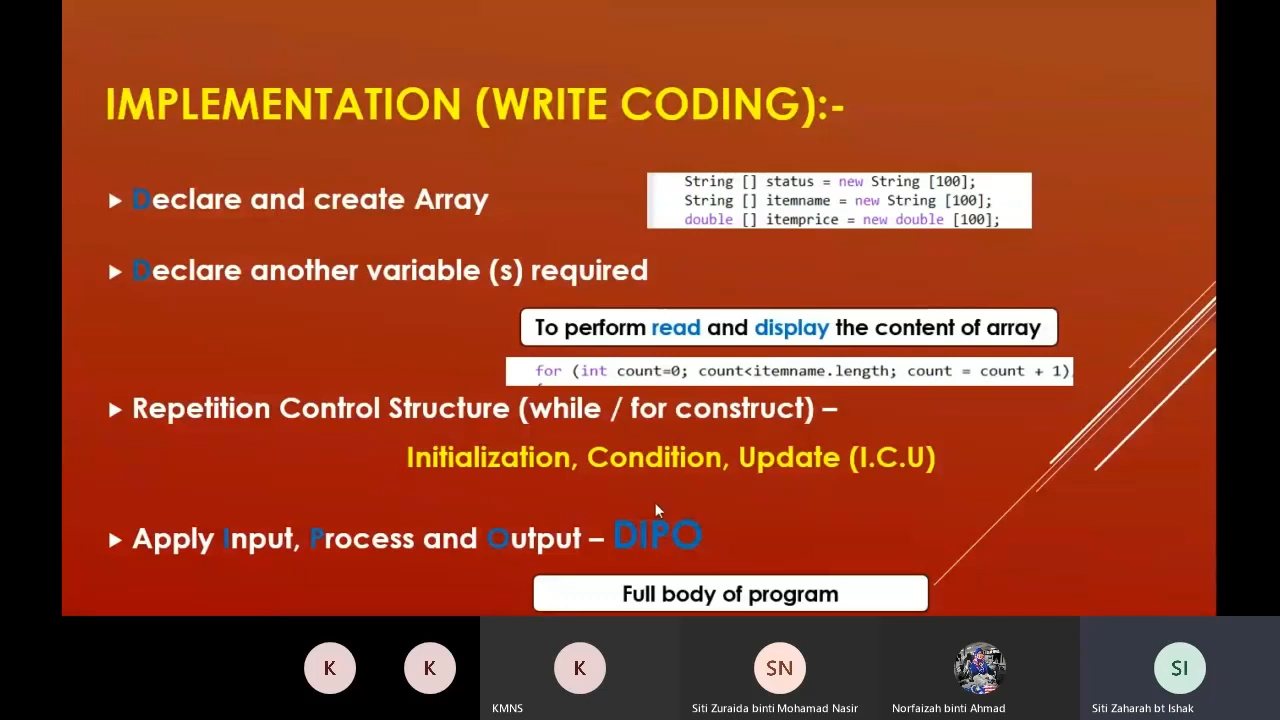 IMPLEMENTATION (WRITE CODING):-
Declare and create Array
String [] status = new String [100];
String [] itemname = new String [100];
double [] itemprice = new double [100];
Declare another variable (s) required
To perform read and display the content of array
for (int count=0; count<itemname.length; count = count + 1)
Repetition Control Structure (while / for construct) –
Initialization, Condition, Update (I.C.U)
Apply Input, Process and Output – DIPO
Full body of program
K
K
K
SN
SI
KMNS
Siti Zuraida binti Mohamad Nasir
Norfaizah binti Ahmad
Siti Zaharah bt Ishak